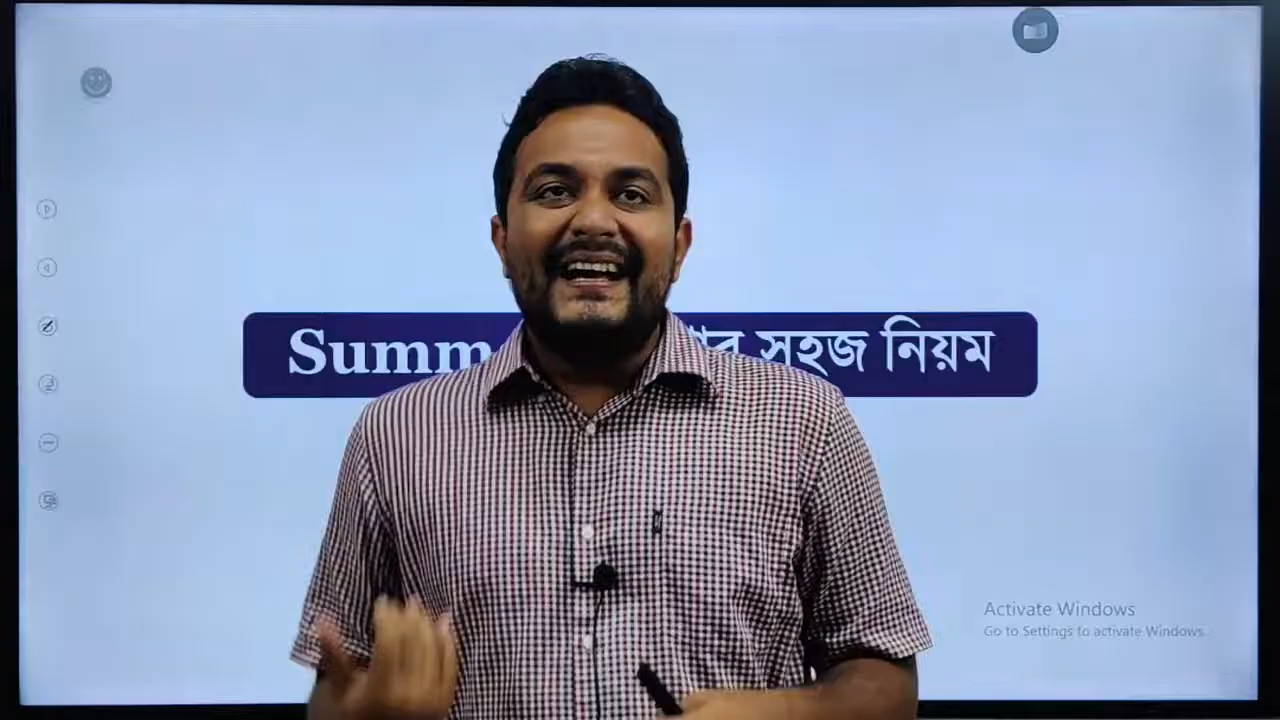 Summ সহজ নিয়ম
Activate Windows
Go to Settings to activate Windows.